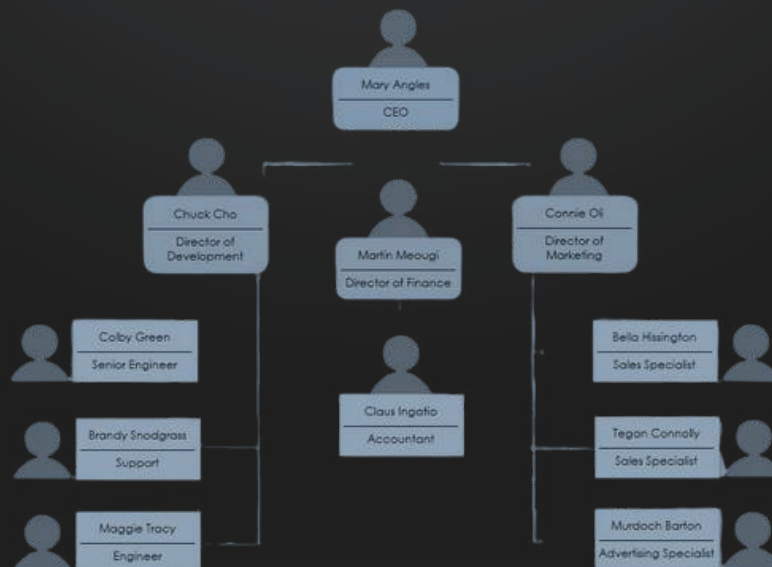 Mary Angles
CEO
Chuck Cho
Director of
Development
Martin Meougi
Director of Finance
Connie Oli
Director of
Marketing
Colby Green
Senior Engineer
Brandy Snodgrass
Support
Maggie Tracy
Engineer
Claus Ingatio
Accountant
Bella Hissington
Sales Specialist
Tegan Connolly
Sales Specialist
Murdoch Barton
Advertising Specialist